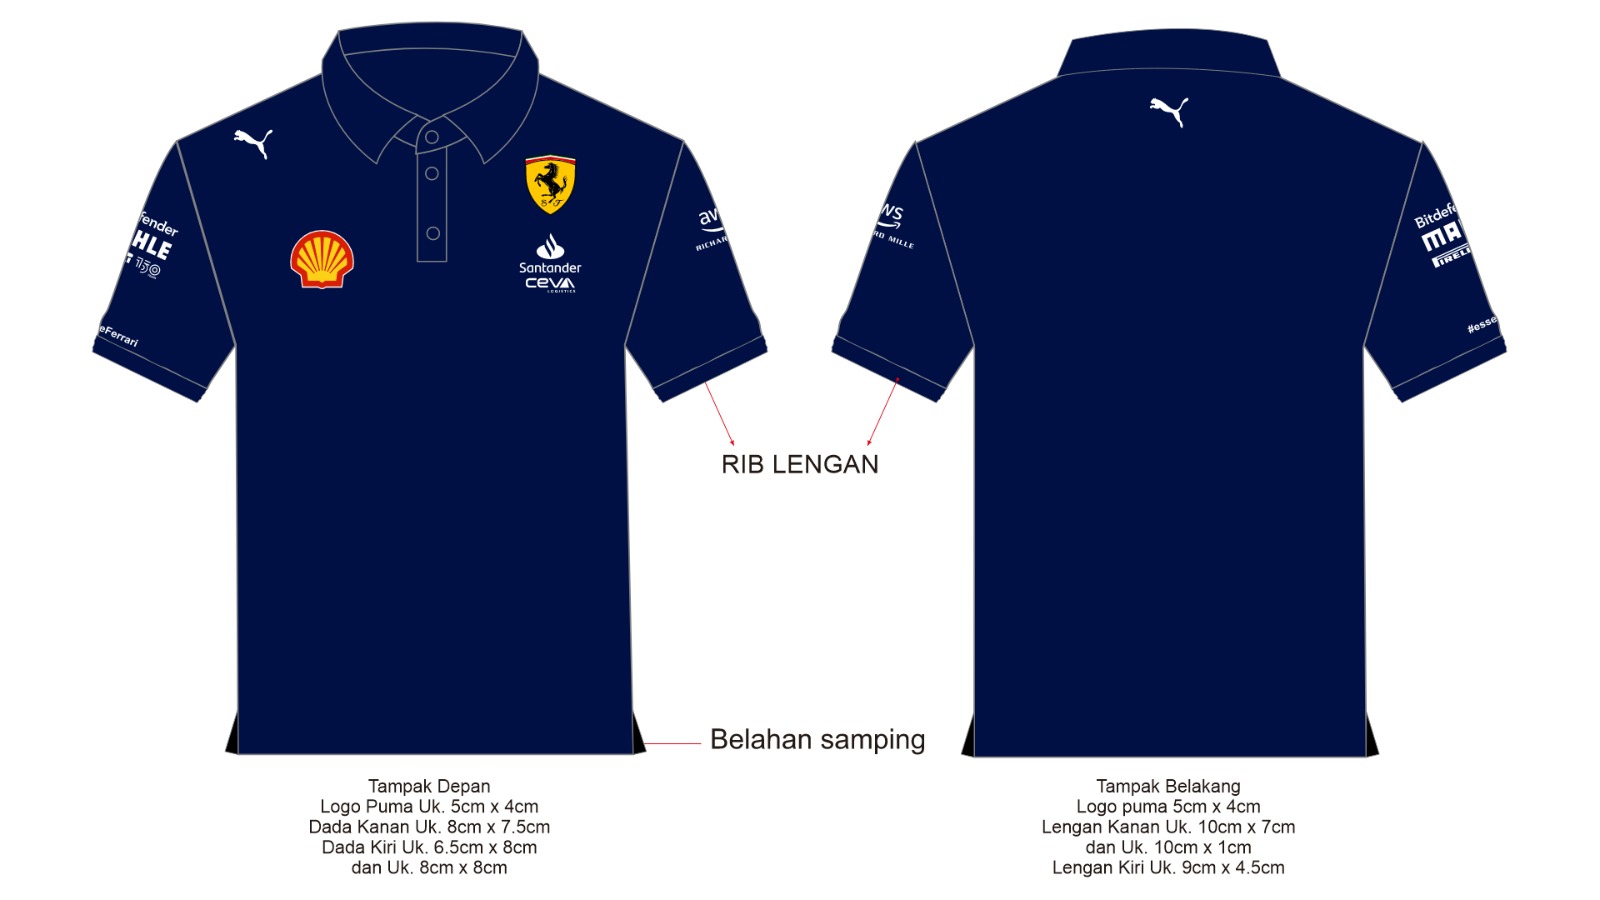 fender
HLE
150
eFerrari
S F
Santander
CEVA
LOGISTICS
aw
RICHAR
WS
RD MILLE
Bitdefe
MA
PIRELL
#esse
RIB LENGAN
Belahan samping
Tampak Depan
Logo Puma Uk. 5cm x 4cm
Dada Kanan Uk. 8cm x 7.5cm
Dada Kiri Uk. 6.5cm x 8cm
dan Uk. 8cm x 8cm
Tampak Belakang
Logo puma 5cm x 4cm
Lengan Kanan Uk. 10cm x 7cm
dan Uk. 10cm x 1cm
Lengan Kiri Uk. 9cm x 4.5cm